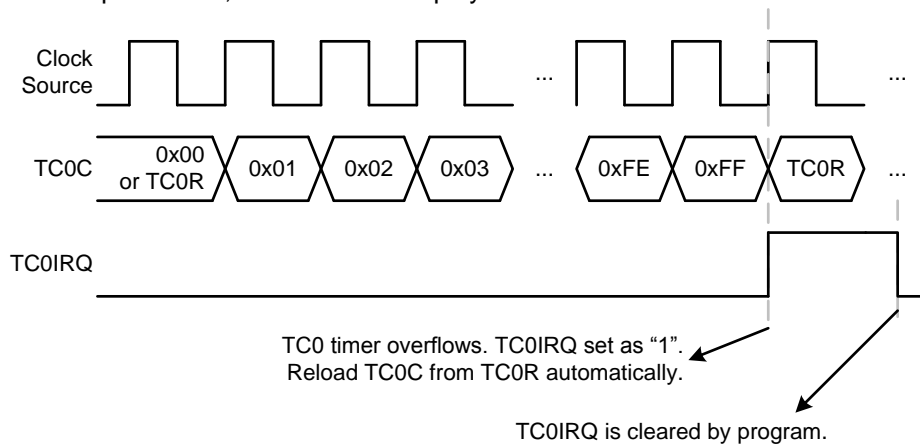 Clock
Source
...
...
TC0C
0x00
or TC0R
0x01
0x02
0x03
...
0xFE
0xFF
TC0R
...
TC0IRQ
TC0 timer overflows. TC0IRQ set as “1”.
Reload TC0C from TC0R automatically.
TC0IRQ is cleared by program.